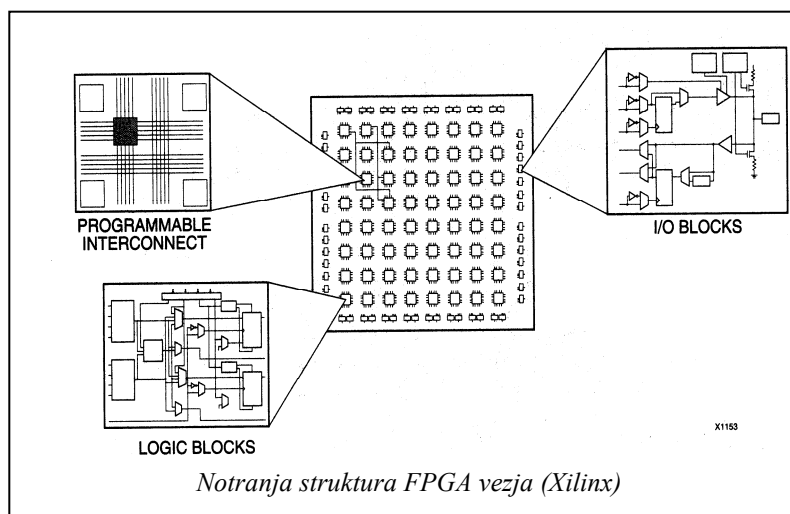 PROGRAMMABLE
INTERCONNECT
I/O BLOCKS
LOGIC BLOCKS
X1153
Notranja struktura FPGA vezja (Xilinx)